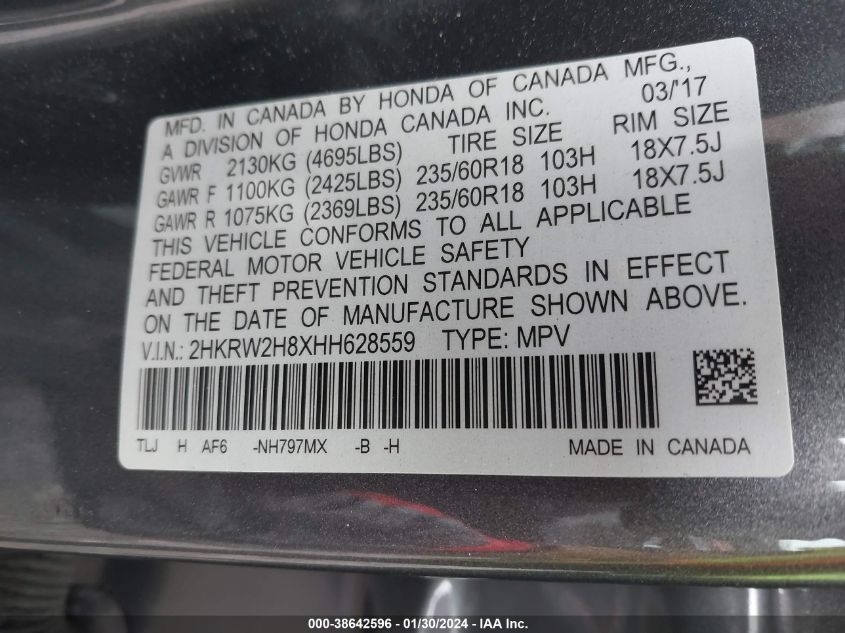 MFD. IN CANADA BY HONDA OF CANADA MFG.,
A DIVISION OF HONDA CANADA INC. 03/'17
GVWR 2130KG (4695LBS) TIRE SIZE RIM SIZE
GAWR F 1100KG (2425LBS) 235/60R18 103H 18X7.5J
GAWR R 1075KG (2369LBS) 235/60R18 103H 18X7.5J
THIS VEHICLE CONFORMS TO ALL APPLICABLE
FEDERAL MOTOR VEHICLE SAFETY
AND THEFT PREVENTION STANDARDS IN EFFECT
ON THE DATE OF MANUFACTURE SHOWN ABOVE.
V.I.N.: 2HKRW2H8XHH628559 TYPE: MPV
TLJ H AF6 -NH797MX -B -H MADE IN CANADA
000-38642596 - 01/30/2024 - IAA Inc.